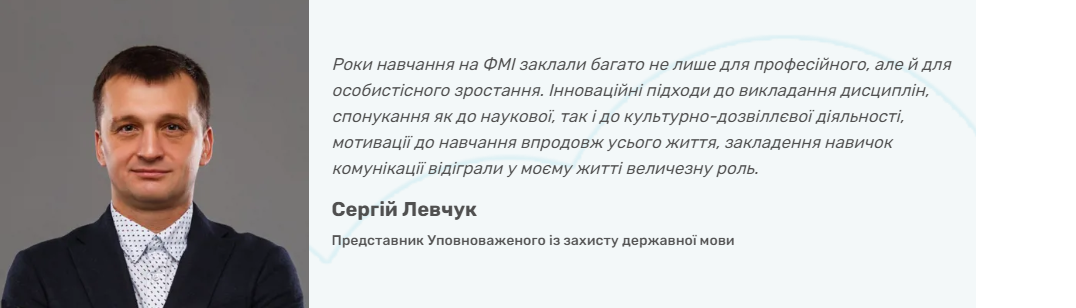 Роки навчання на ФМІ заклали багато не лише для професійного, але й для
особистісного зростання. Інноваційні підходи до викладання дисциплін,
спонукання як до наукової, так і до культурно-дозвіллєвої діяльності,
мотивації до навчання впродовж усього життя, закладення навичок
комунікації відіграли у моєму житті величезну роль.
Сергій Левчук
Представник Уповноваженого із захисту державної мови